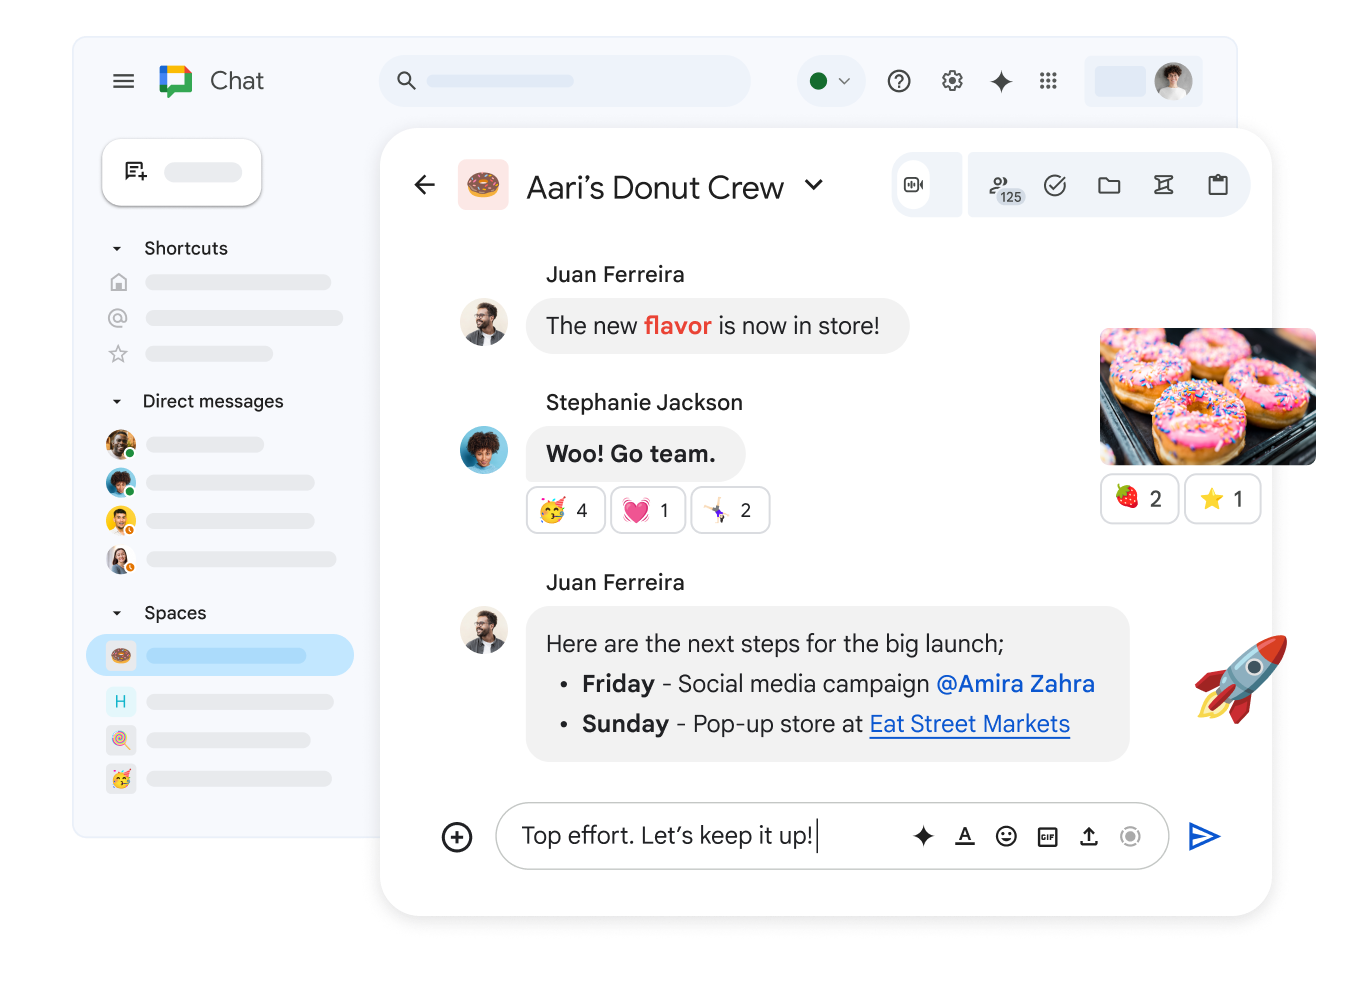 Chat
Shortcuts
Direct messages
Spaces
H
Aari’s Donut Crew
125
Juan Ferreira
The new flavor is now in store!
Stephanie Jackson
Woo! Go team.
4
1
2
2
1
Juan Ferreira
Here are the next steps for the big launch;
• Friday - Social media campaign @Amira Zahra
• Sunday - Pop-up store at Eat Street Markets
Top effort. Let’s keep it up!
A
GIF